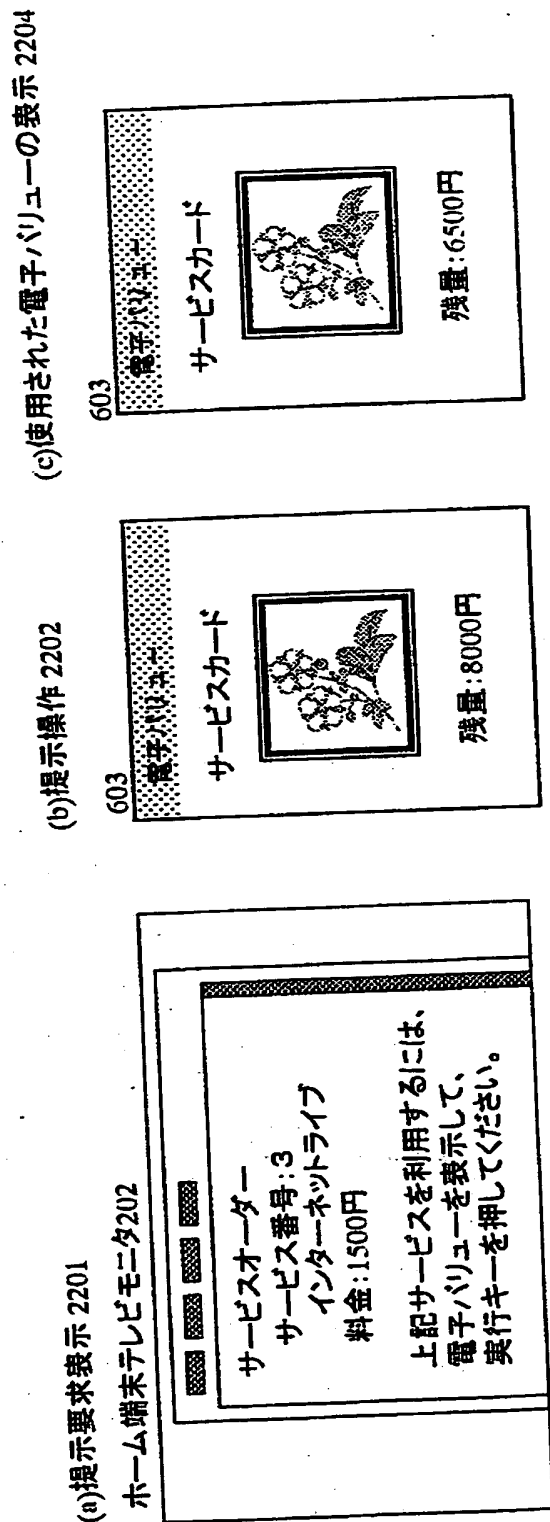 (a)提示要求表示 2201
ホーム端末テレビモニタ202
サービスオーダー
サービス番号:3
インターネットライブ
料金:1500円
上記サービスを利用するには、
電子バリューを表示して、
実行キーを押してください。
(b)提示操作 2202
603
電子バリュー
サービスカード
残量:8000円
(c)使用された電子バリューの表示 2204
603
電子バリュー
サービスカード
残量:6500円